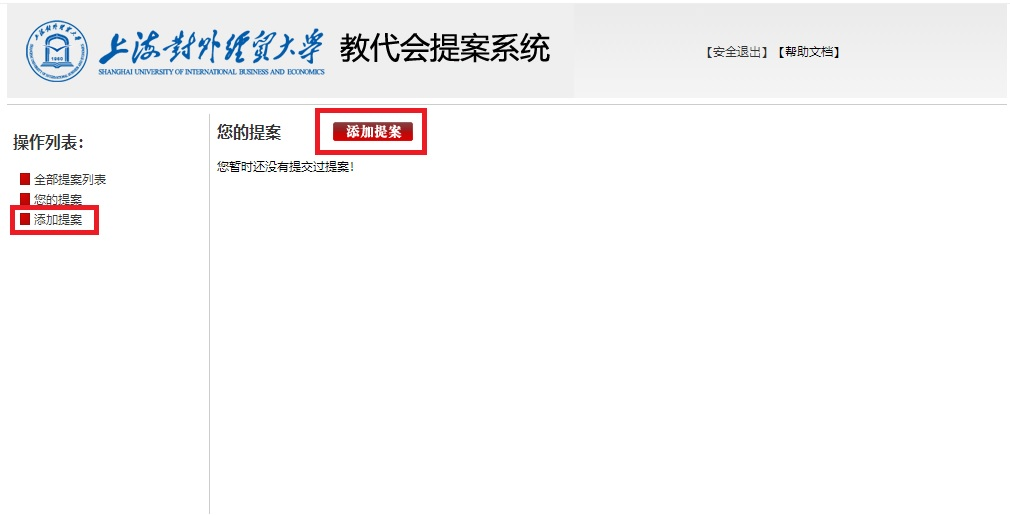 上海对外经贸大学 教代会提案系统
SHANGHAI UNIVERSITY OF INTERNATIONAL BUSINESS AND ECONOMICS
1960
【安全退出】【帮助文档】
操作列表：
全部提案列表
您的提案
添加提案
您的提案 添加提案
您暂时还没有提交过提案！